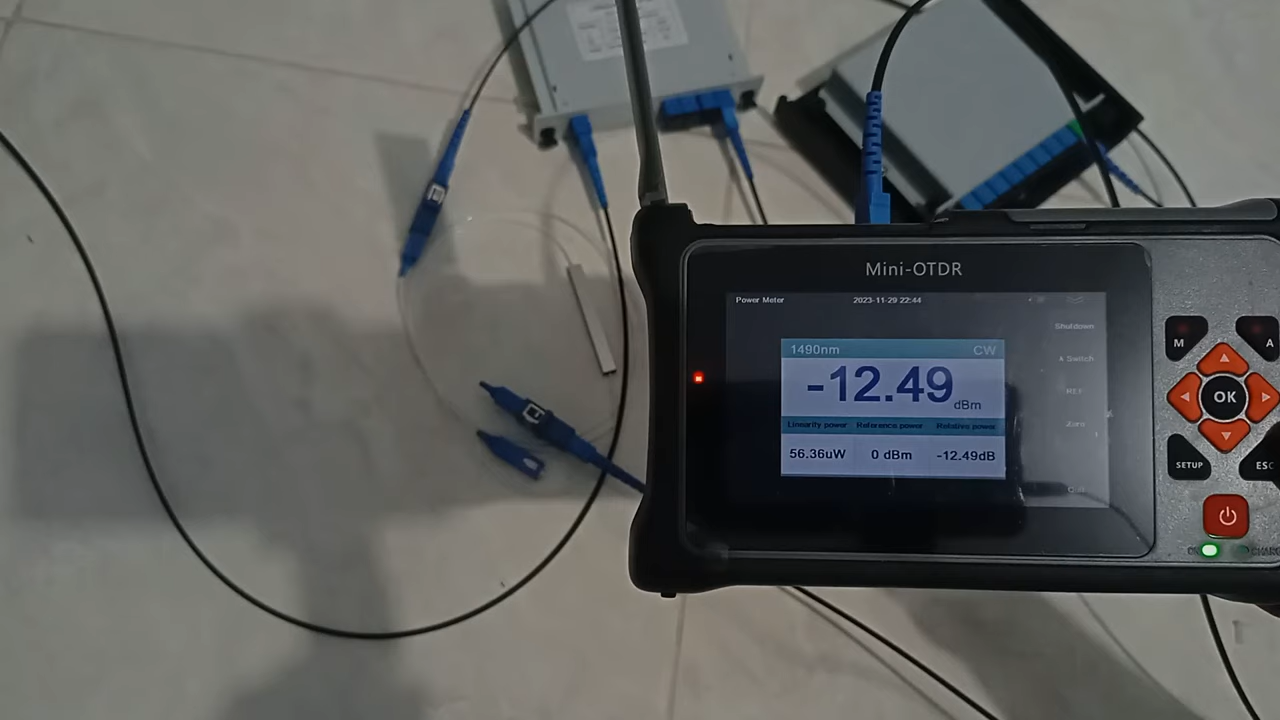 Mini-OTDR
Power Meter 2023-11-29 22:44
Shutdown
1490nm CW
λ Switch
-12.49 dBm
REF
Zero
Linearity power Reference power Relative power
56.36uW 0 dBm -12.49dB
M A
OK
SETUP ESC